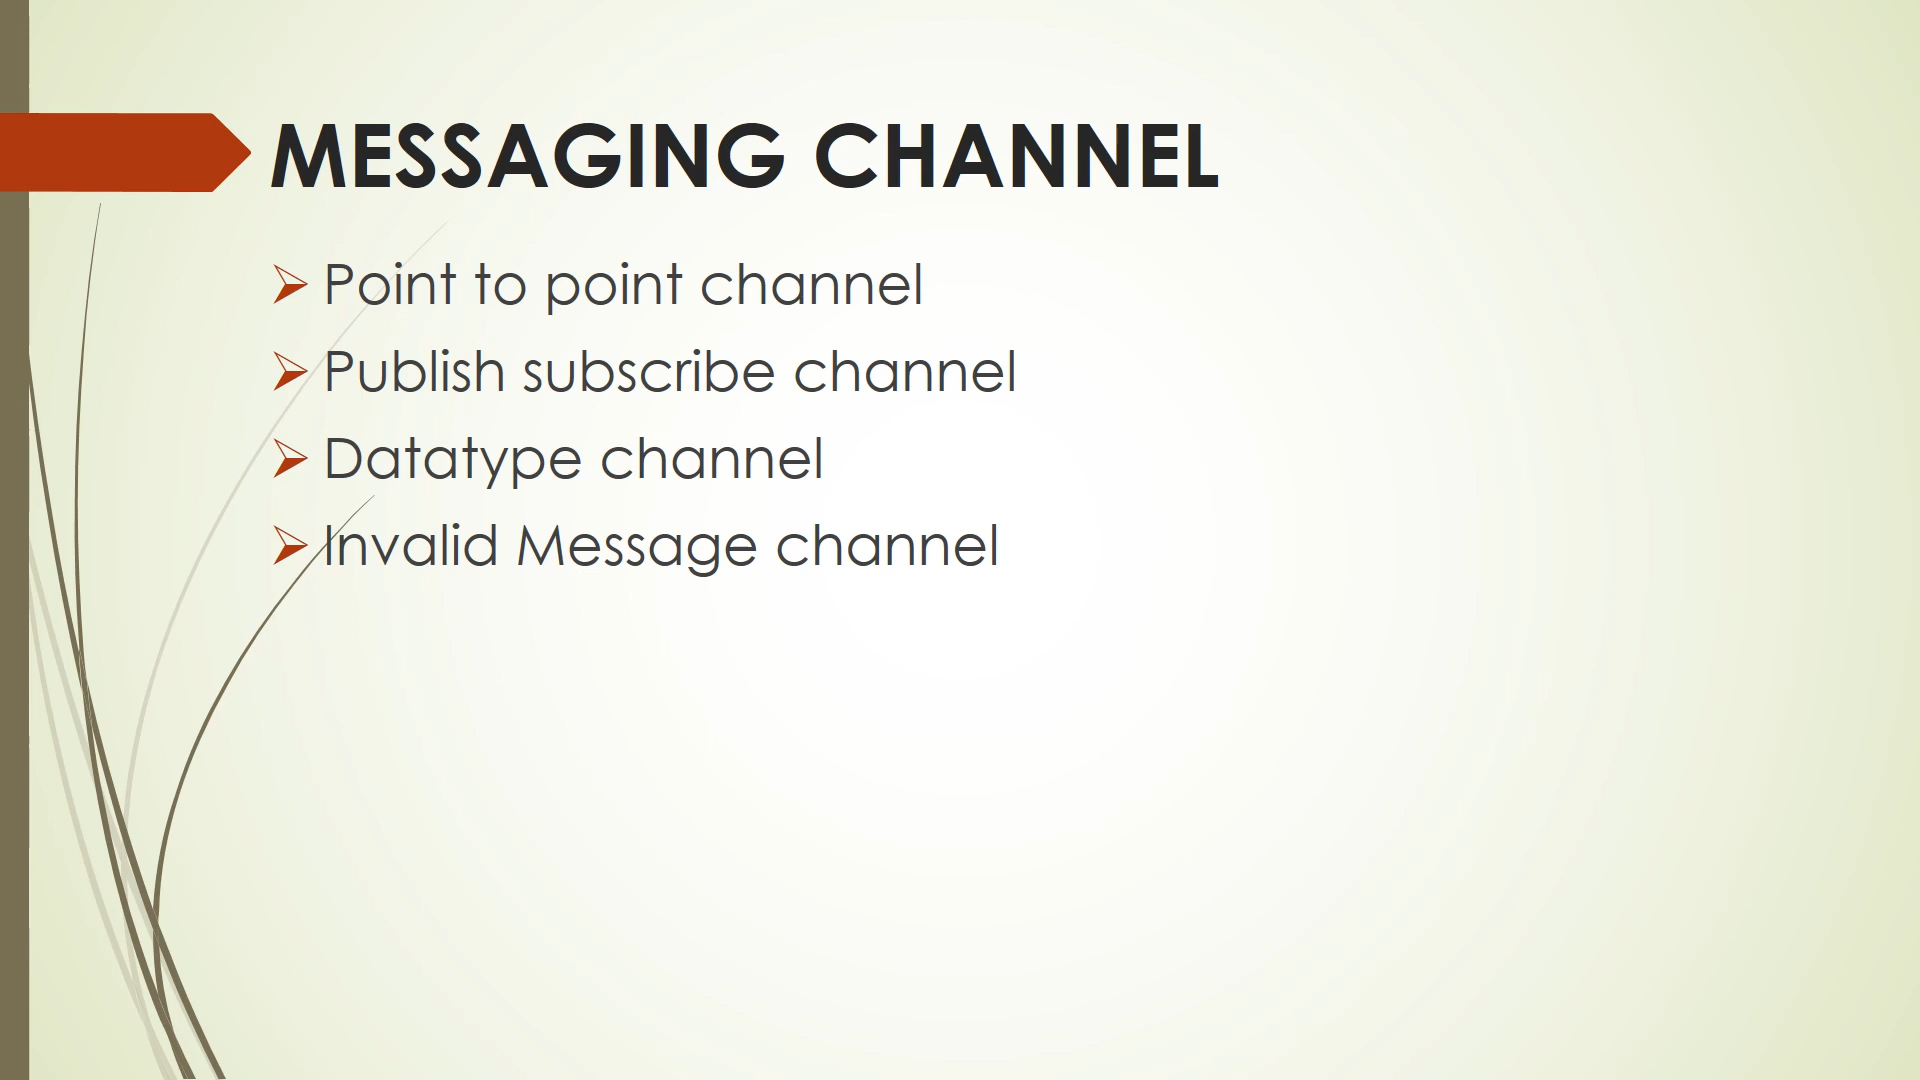 MESSAGING CHANNEL
Point to point channel
Publish subscribe channel
Datatype channel
Invalid Message channel